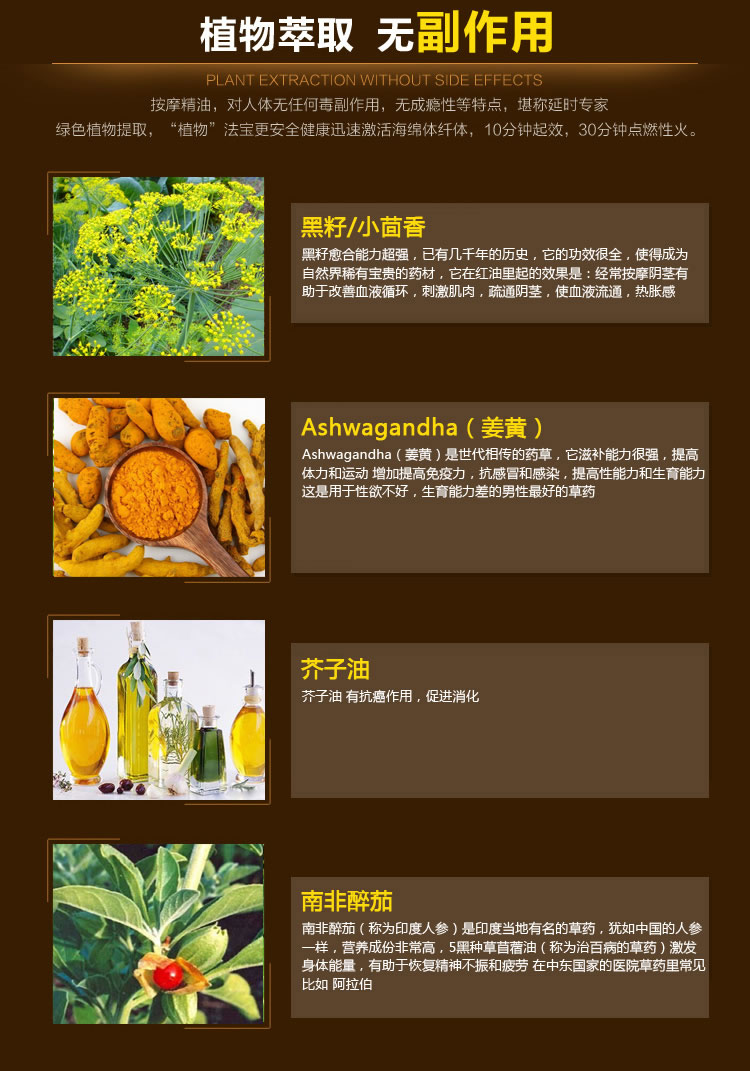 植物萃取 无副作用
PLANT EXTRACTION WITHOUT SIDE EFFECTS
按摩精油，对人体无任何毒副作用，无成瘾性等特点，堪称延时专家
绿色植物提取，“植物”法宝更安全健康迅速激活海绵体纤体，10分钟起效，30分钟点燃性火。
黑籽/小茴香
黑籽愈合能力超强，已有几千年的历史，它的功效很全，使得成为
自然界稀有宝贵的药材，它在红油里起的效果是：经常按摩阴茎有
助于改善血液循环，刺激肌肉，疏通阴茎，使血液流通，热胀感
Ashwagandha（姜黄）
Ashwagandha（姜黄）是世代相传的药草，它滋补能力很强，提高
体力和运动 增加提高免疫力，抗感冒和感染，提高性能力和生育能力
这是用于性欲不好，生育能力差的男性最好的草药
芥子油
芥子油 有抗癌作用，促进消化
南非醉茄
南非醉茄（称为印度人参）是印度当地有名的草药，犹如中国的人参
一样，营养成份非常高，5黑种草苜蓿油（称为治百病的草药）激发
身体能量，有助于恢复精神不振和疲劳 在中东国家的医院草药里常见
比如 阿拉伯